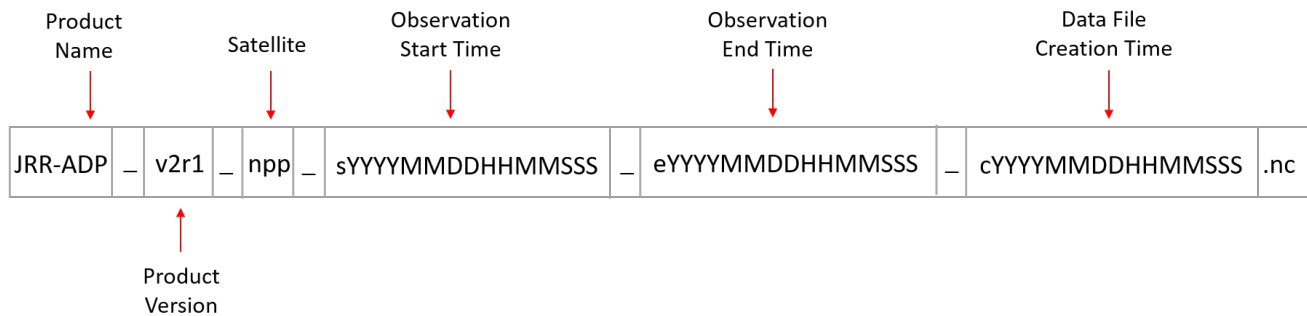 Product
Name
Satellite
Observation
Start Time
Observation
End Time
Data File
Creation Time
JRR-ADP _ v2r1 _ npp _ sYYYYMMDDHHMMSSS _ eYYYYMMDDHHMMSSS _ cYYYYMMDDHHMMSSS .nc
Product
Version